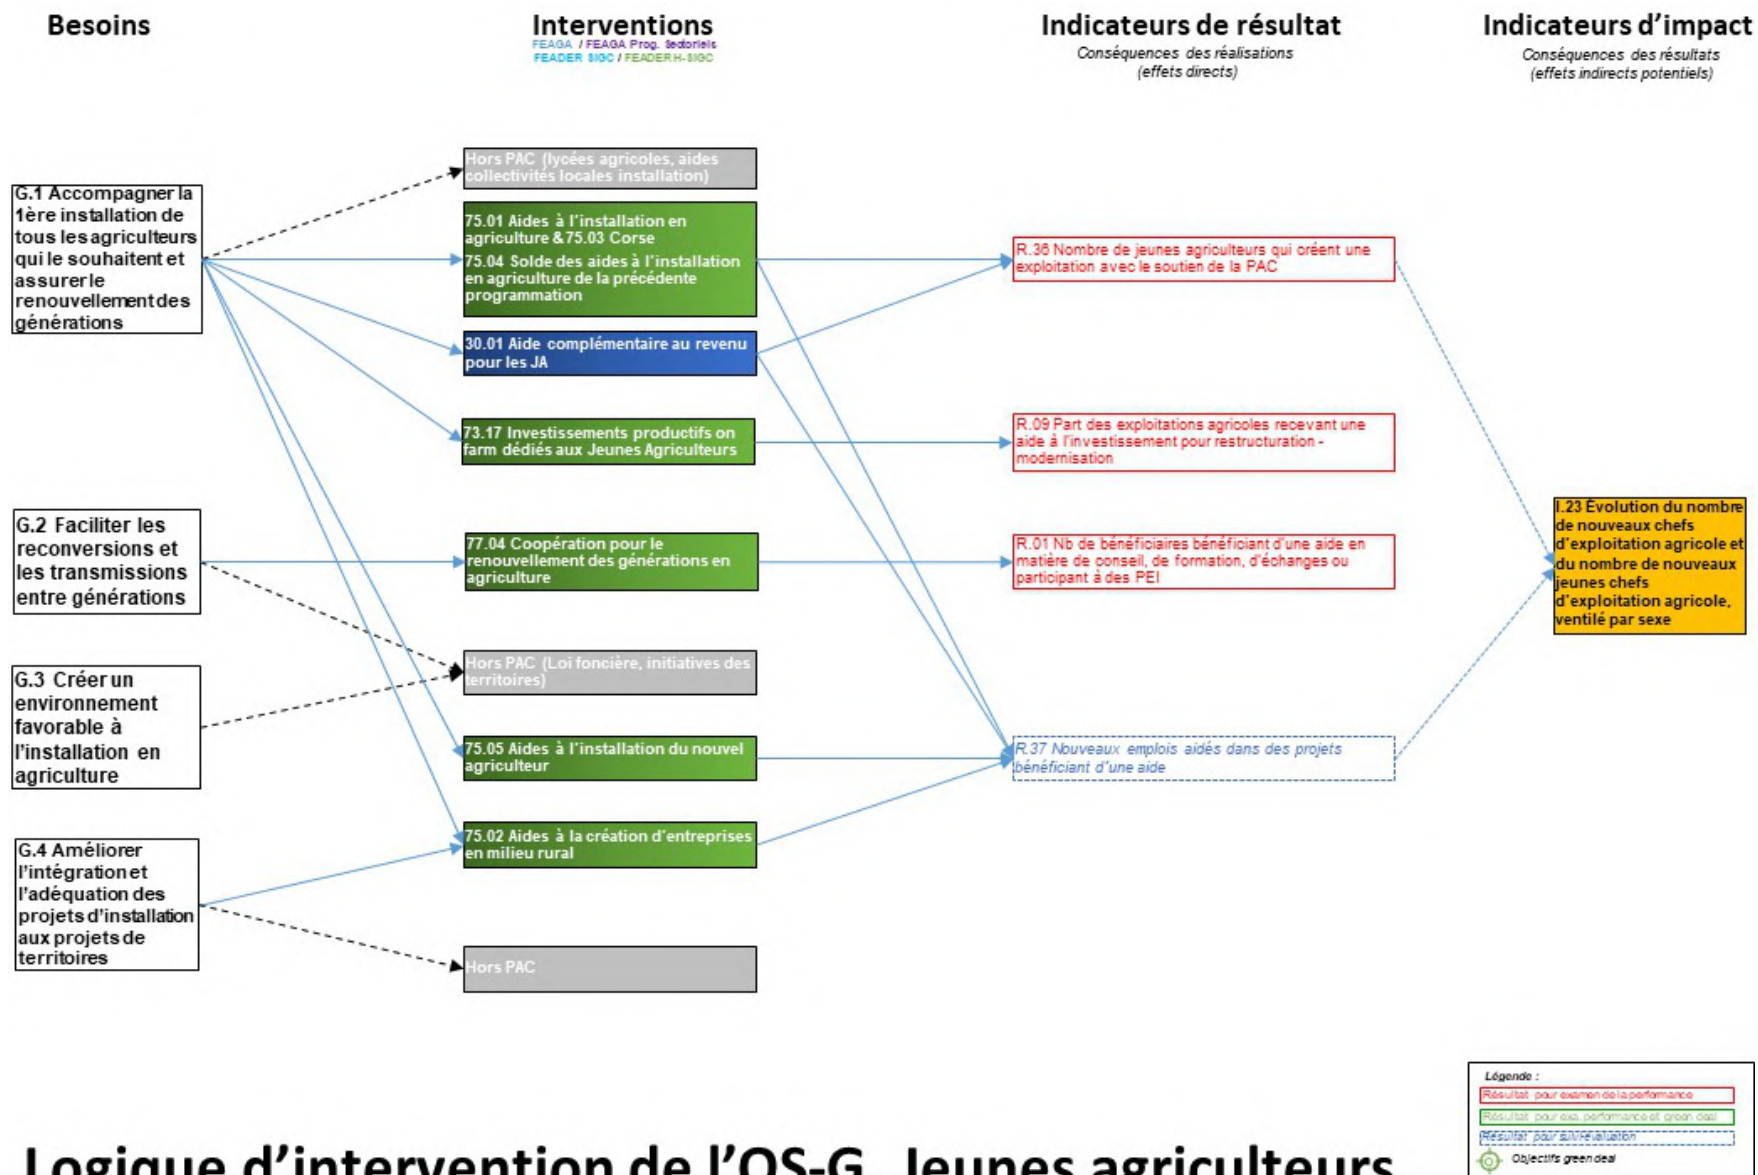 Besoins
Interventions
FEAGA / FEAGA Prog. Sectoriels
FEADER SIGC / FEADER H-SIGC
Indicateurs de résultat
Conséquences des réalisations
(effets directs)
Indicateurs d'impact
Conséquences des résultats
(effets indirects potentiels)
G.1 Accompagner la
1ère installation de
tous les agriculteurs
qui le souhaitent et
assurer le
renouvellement des
générations
G.2 Faciliter les
reconversions et
les transmissions
entre générations
G.3 Créer un
environnement
favorable à
l'installation en
agriculture
G.4 Améliorer
l'intégration et
l'adéquation des
projets d'installation
aux projets de
territoires
Hors PAC (lycées agricoles, aides
collectivités locales installation)
75.01 Aides à l'installation en
agriculture &75.03 Corse
75.04 Solde des aides à l'installation
en agriculture de la précédente
programmation
30.01 Aide complémentaire au revenu
pour les JA
73.17 Investissements productifs on
farm dédiés aux Jeunes Agriculteurs
77.04 Coopération pour le
renouvellement des générations en
agriculture
Hors PAC (Loi foncière, initiatives des
territoires)
75.05 Aides à l'installation du nouvel
agriculteur
75.02 Aides à la création d'entreprises
en milieu rural
Hors PAC
R.36 Nombre de jeunes agriculteurs qui créent une
exploitation avec le soutien de la PAC
R.09 Part des exploitations agricoles recevant une
aide à l'investissement pour restructuration -
modernisation
R.01 Nb de bénéficiaires bénéficiant d'une aide en
matière de conseil, de formation, d'échanges ou
participant à des PEI
R.37 Nouveaux emplois aidés dans des projets
bénéficiant d'une aide
I.23 Évolution du nombre
de nouveaux chefs
d'exploitation agricole et
du nombre de nouveaux
jeunes chefs
d'exploitation agricole,
ventilé par sexe
Légende :
Résultat pour examen de la performance
Résultat pour exa. performance et green deal
Résultat pour suivi-évaluation
Objectifs green deal
Logique d'intervention de l'OS-G Jeunes agriculteurs